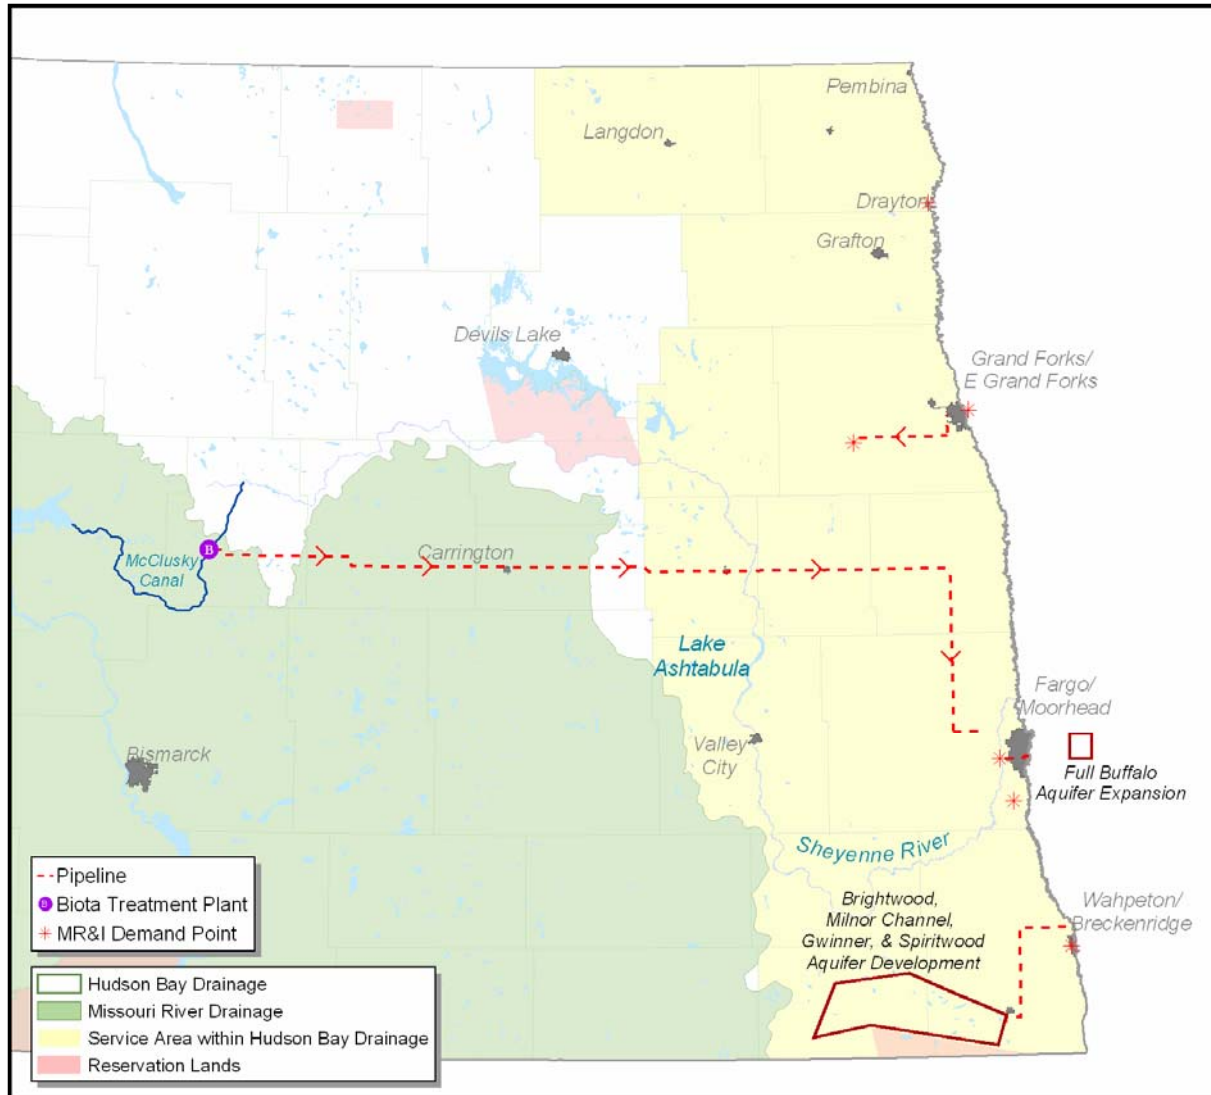 Pembina
Langdon
Drayton
Grafton
Devils Lake
Grand Forks/
E Grand Forks
B
McClusky
Canal
Carrington
Lake
Ashtabula
Fargo/
Moorhead
Valley
City
Bismarck
Full Buffalo
Aquifer Expansion
Sheyenne River
Brightwood,
Milnor Channel,
Gwinner, & Spiritwood
Aquifer Development
Wahpeton/
Breckenridge
Pipeline
B Biota Treatment Plant
MR&I Demand Point
Hudson Bay Drainage
Missouri River Drainage
Service Area within Hudson Bay Drainage
Reservation Lands